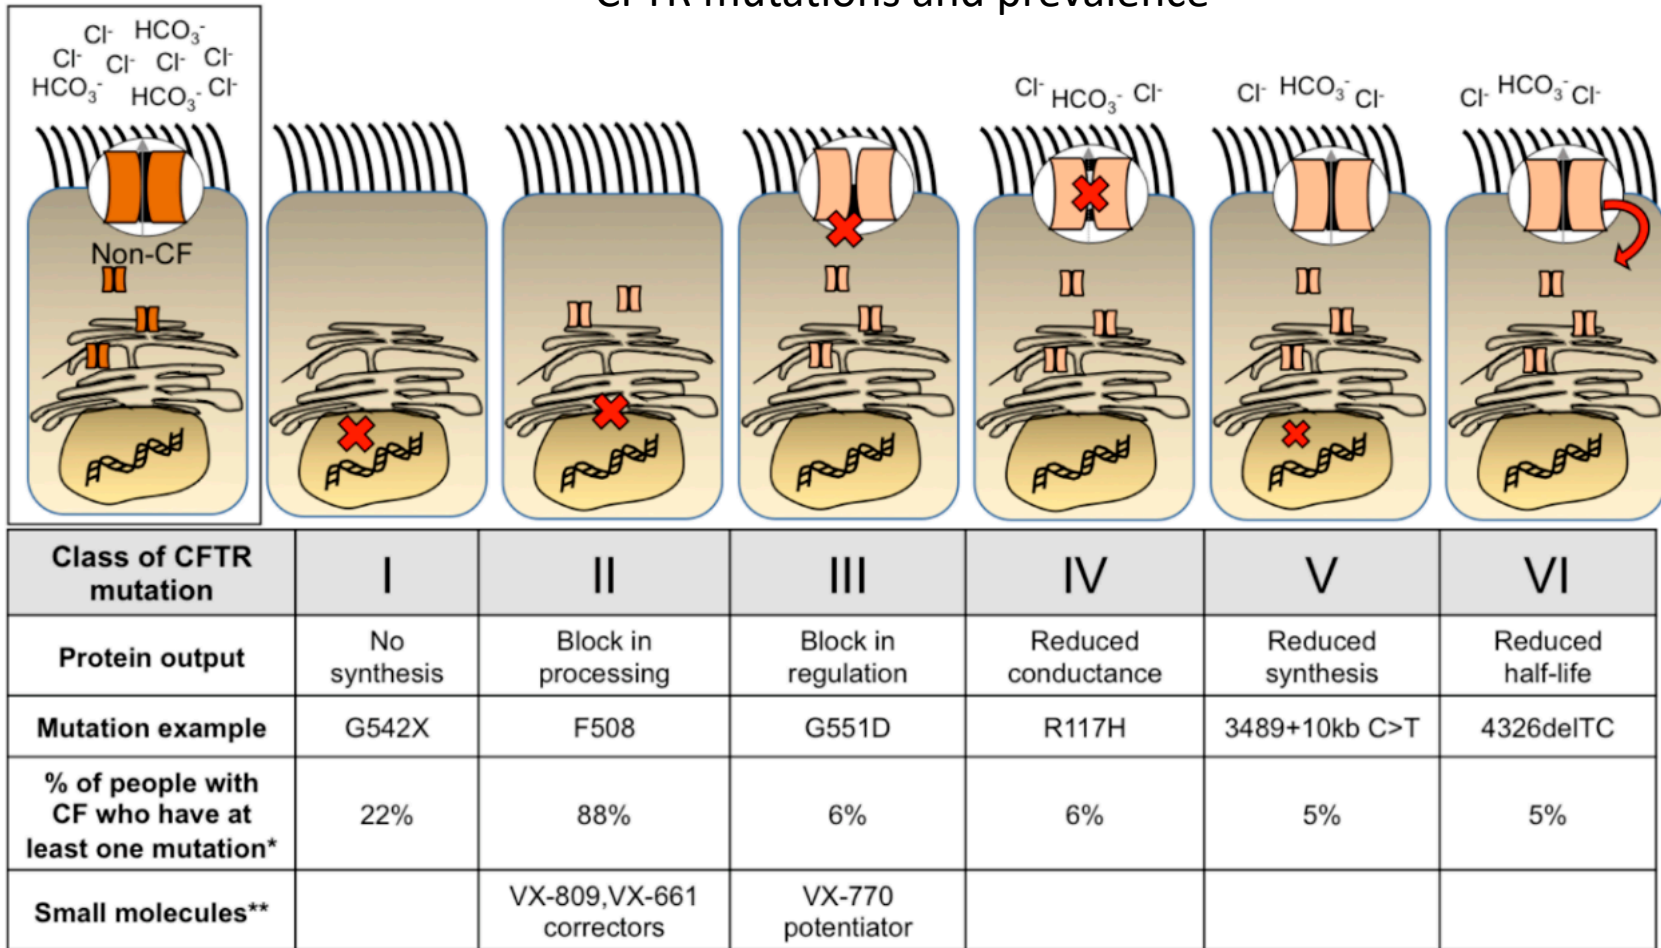 CFTR mutations and prevalence
Cl- HCO3-
Cl- Cl- Cl- Cl-
HCO3- HCO3- Cl-
Non-CF
Cl- HCO3- Cl-
Cl- HCO3- Cl-
Cl- HCO3- Cl-
Class of CFTR
mutation
I
II
III
IV
V
VI
Protein output
No
synthesis
Block in
processing
Block in
regulation
Reduced
conductance
Reduced
synthesis
Reduced
half-life
Mutation example
G542X
F508
G551D
R117H
3489+10kb C>T
4326delTC
% of people with
CF who have at
least one mutation*
22%
88%
6%
6%
5%
5%
Small molecules**
VX-809,VX-661
correctors
VX-770
potentiator